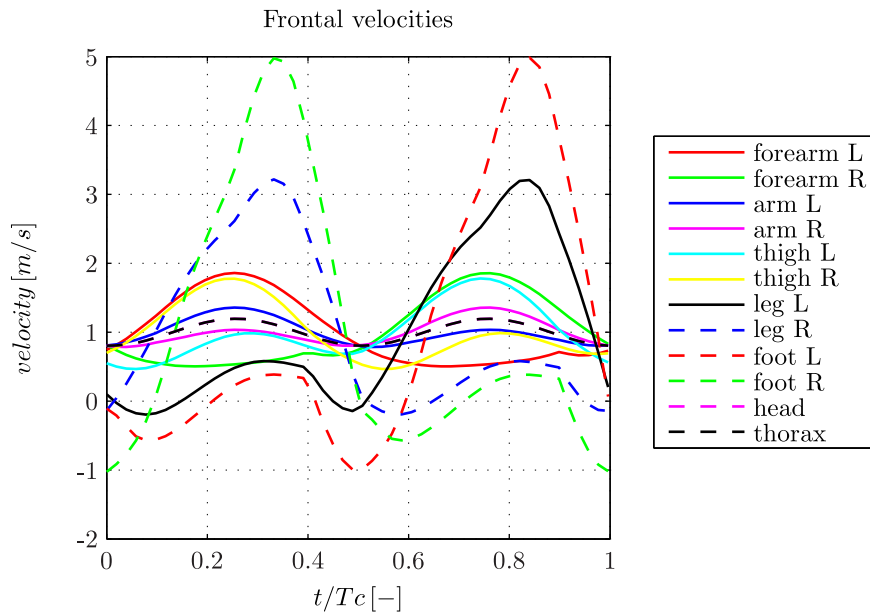 Frontal velocities
velocity [m/s]
5
4
3
2
1
0
-1
-2
0
0.2
0.4
0.6
0.8
1
t/Tc [−]
forearm L
forearm R
arm L
arm R
thigh L
thigh R
leg L
leg R
foot L
foot R
head
thorax